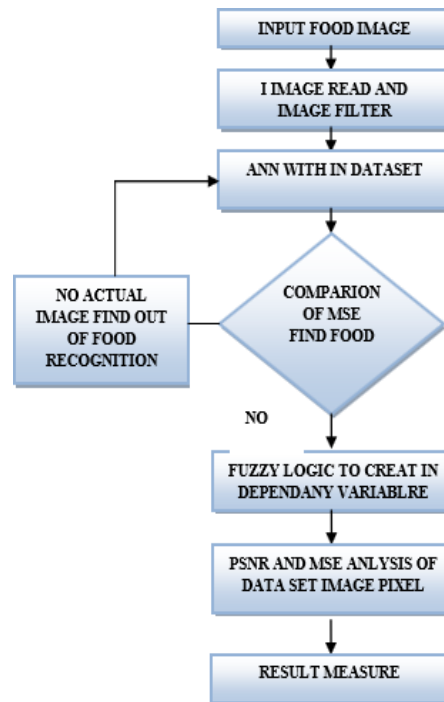 INPUT FOOD IMAGE
I IMAGE READ AND
IMAGE FILTER
ANN WITH IN DATASET
NO ACTUAL
IMAGE FIND OUT
OF FOOD
RECOGNITION
COMPARION
OF MSE
FIND FOOD
NO
FUZZY LOGIC TO CREAT IN
DEPENDANY VARIABLRE
PSNR AND MSE ANLYSIS OF
DATA SET IMAGE PIXEL
RESULT MEASURE